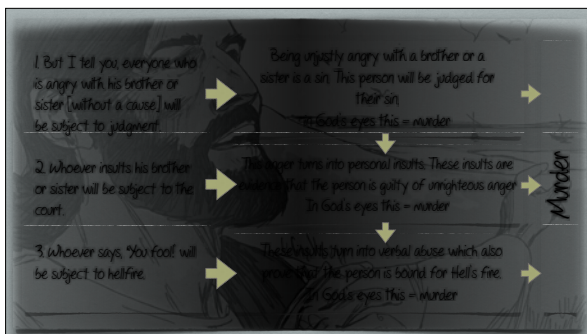 1. But I tell you, everyone who
is angry with his brother or
sister [without a cause] will
be subject to judgment.
Being unjustly angry with a brother or a
sister is a sin. This person will be judged for
their sin
In God's eyes this = murder
2. Whoever insults his brother
or sister will be subject to the
court.
This anger turns into personal insults. These insults are
evidence that the person is guilty of unrighteous anger
In God's eyes this = murder
3. Whoever says, "You fool!" will
be subject to hellfire.
These insults turn into verbal abuse which also
prove that the person is bound for Hell's fire.
In God's eyes this = murder
Murder